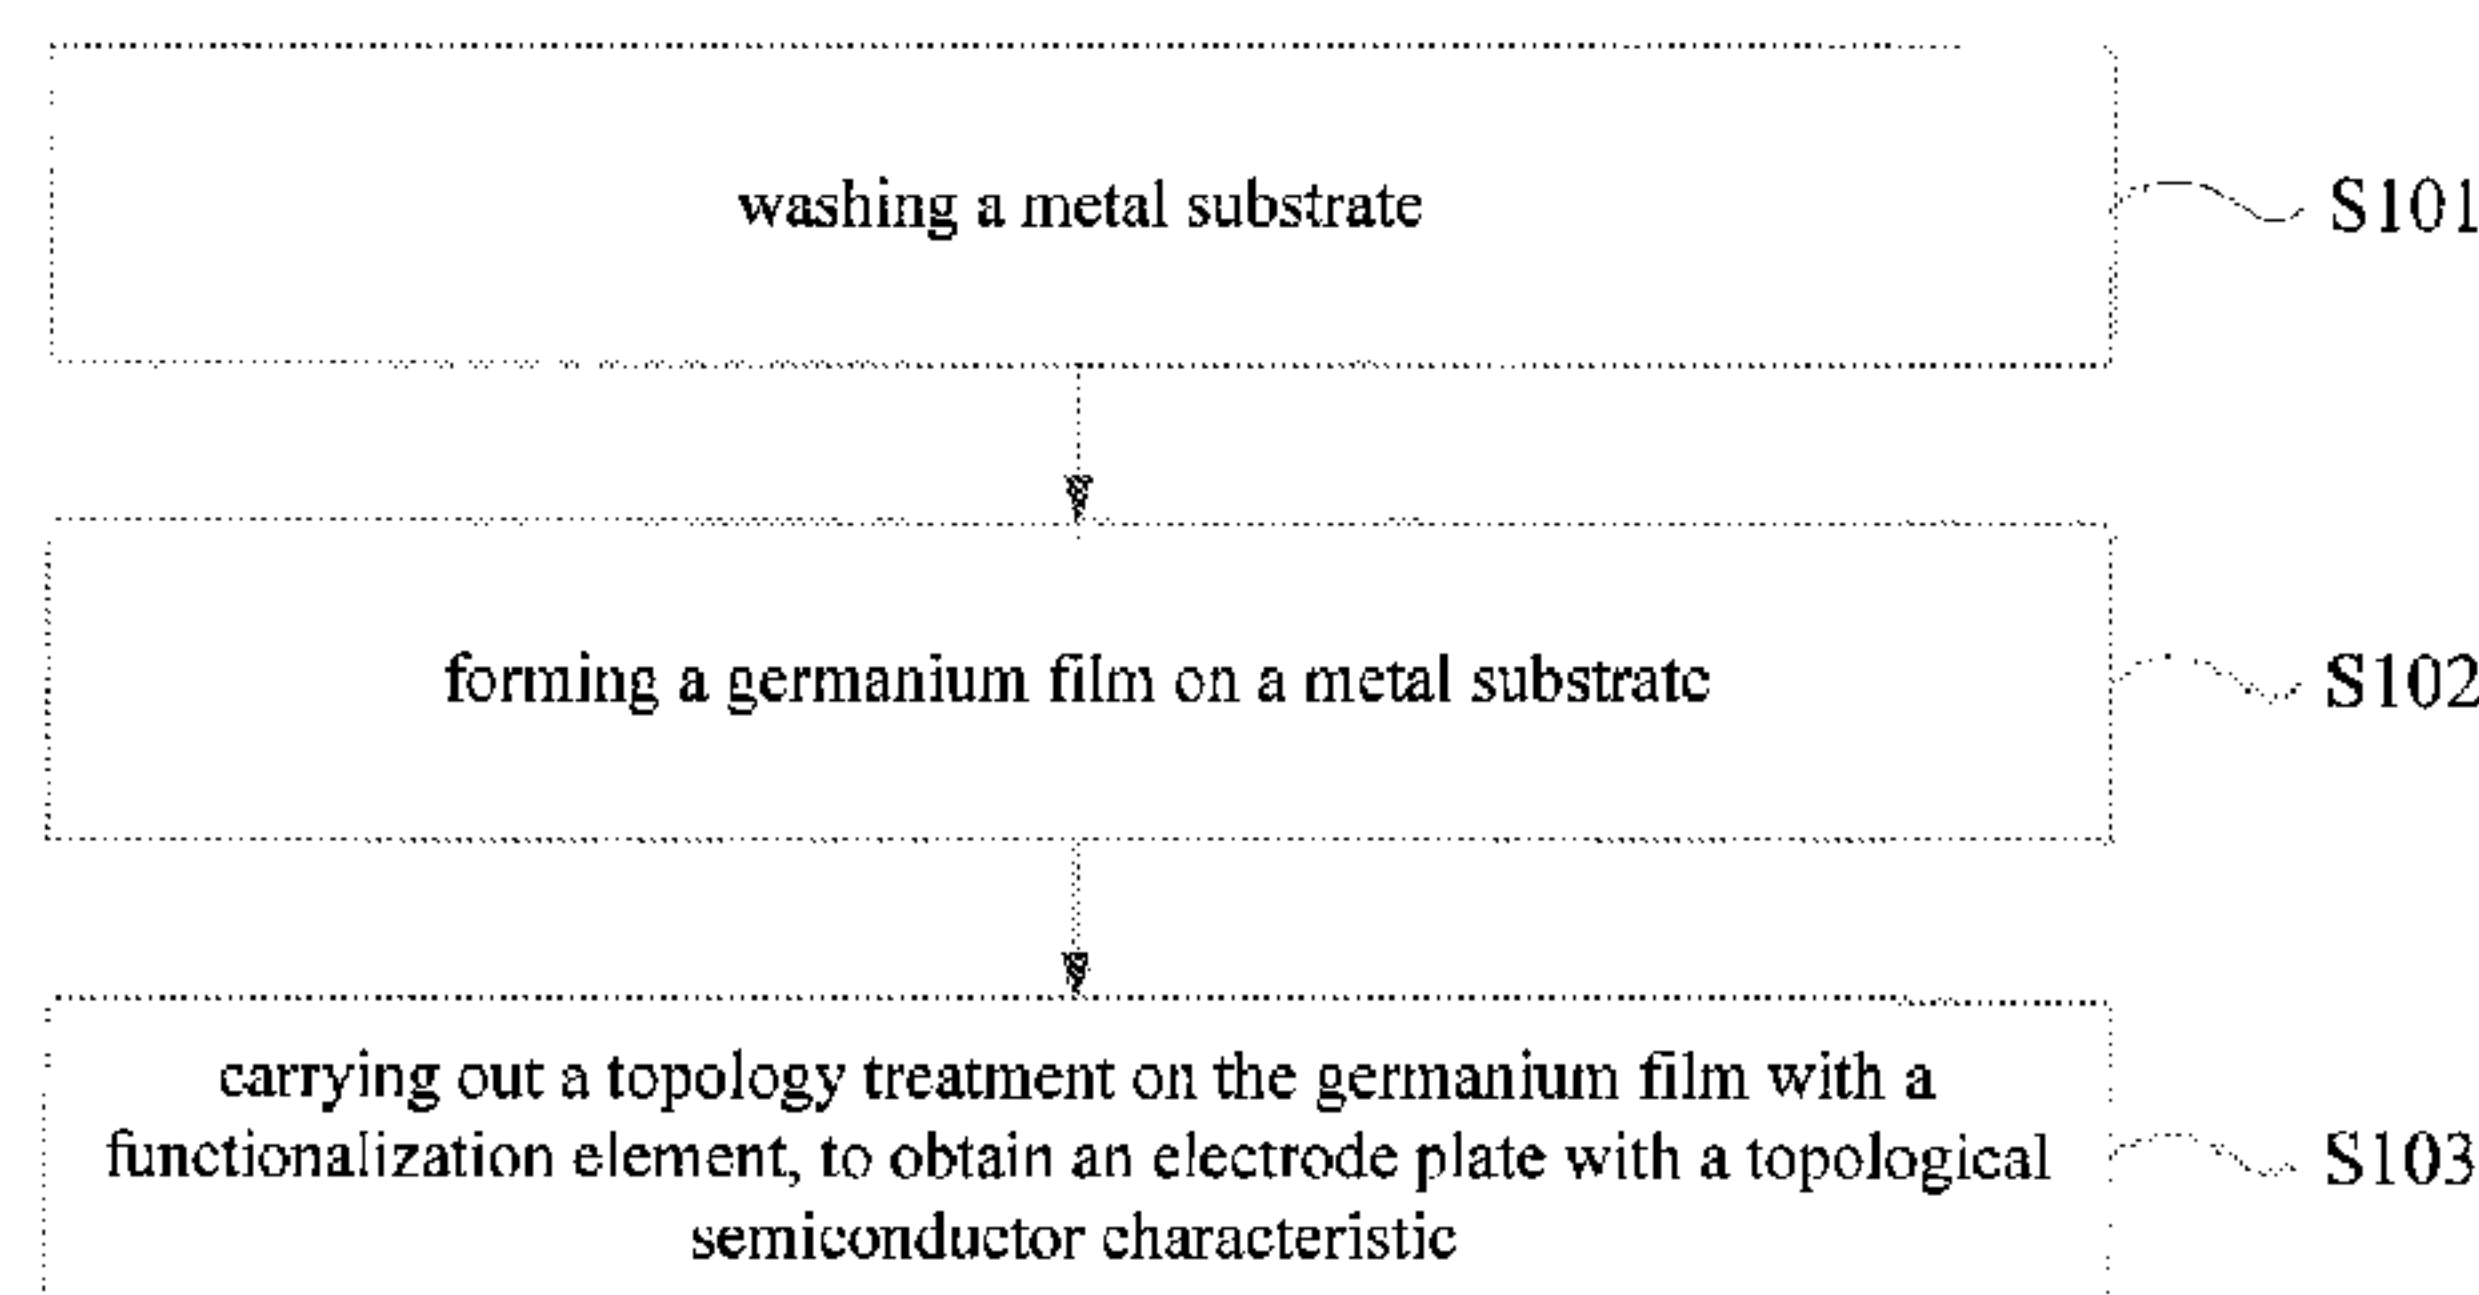 washing a metal substrate
S101
forming a germanium film on a metal substrate
S102
carrying out a topology treatment on the germanium film with a
functionalization element, to obtain an electrode plate with a topological
semiconductor characteristic
S103